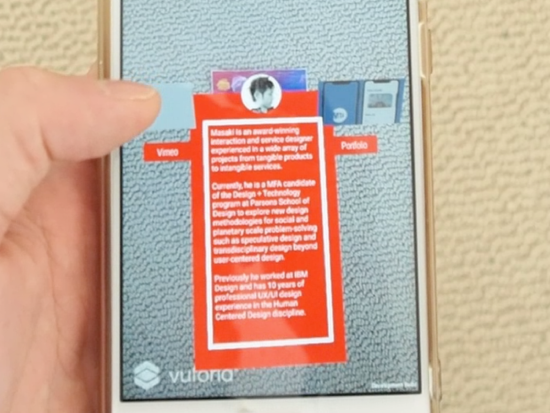 Masaki is an award-winning
interaction and service designer
experienced in a wide array of
projects from tangible products
to intangible services.
Vimeo
Portfolio
Currently, he is a MFA candidate
of the Design + Technology
program at Parsons School of
Design to explore new design
methodologies for social and
planetary scale problem-solving
such as speculative design and
transdisciplinary design beyond
user-centered design.
Previously he worked at IBM
Design and has 10 years of
professional UX/UI design
experience in the Human
Centered Design discipline.
vuforia
Development Build